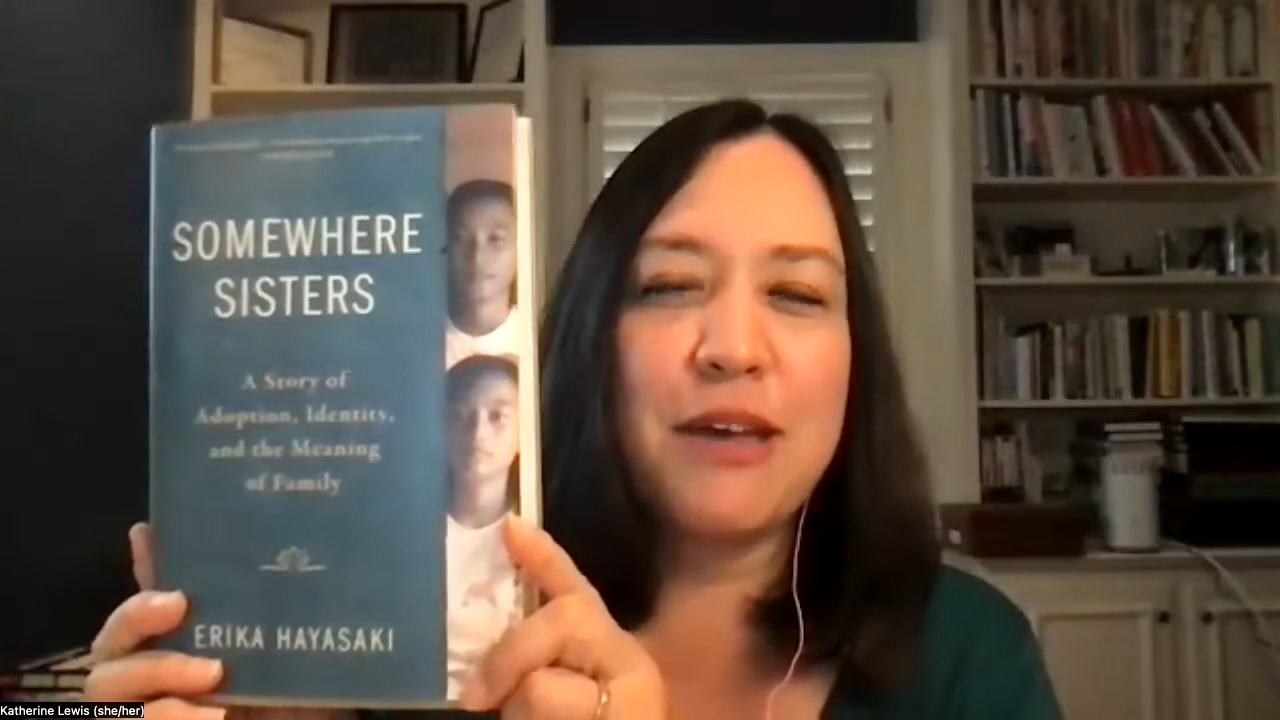 SOMEWHERE
SISTERS
A Story of
Adoption, Identity,
and the Meaning
of Family
ERIKA HAYASAKI
Katherine Lewis (she/her)